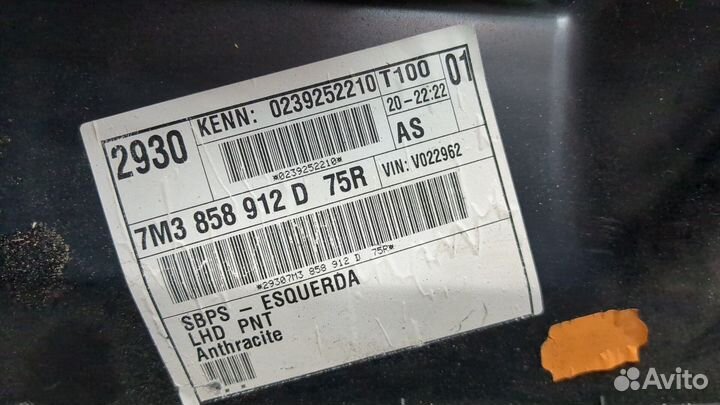 2930
KENN: 0239252210
*0239252210*
T100
01
20-22:22
AS
VIN: V022962
7M3 858 912 D 75R
*29307M3 858 912 D 75R*
SBPS - ESQUERDA
LHD PNT
Anthracite
Avito